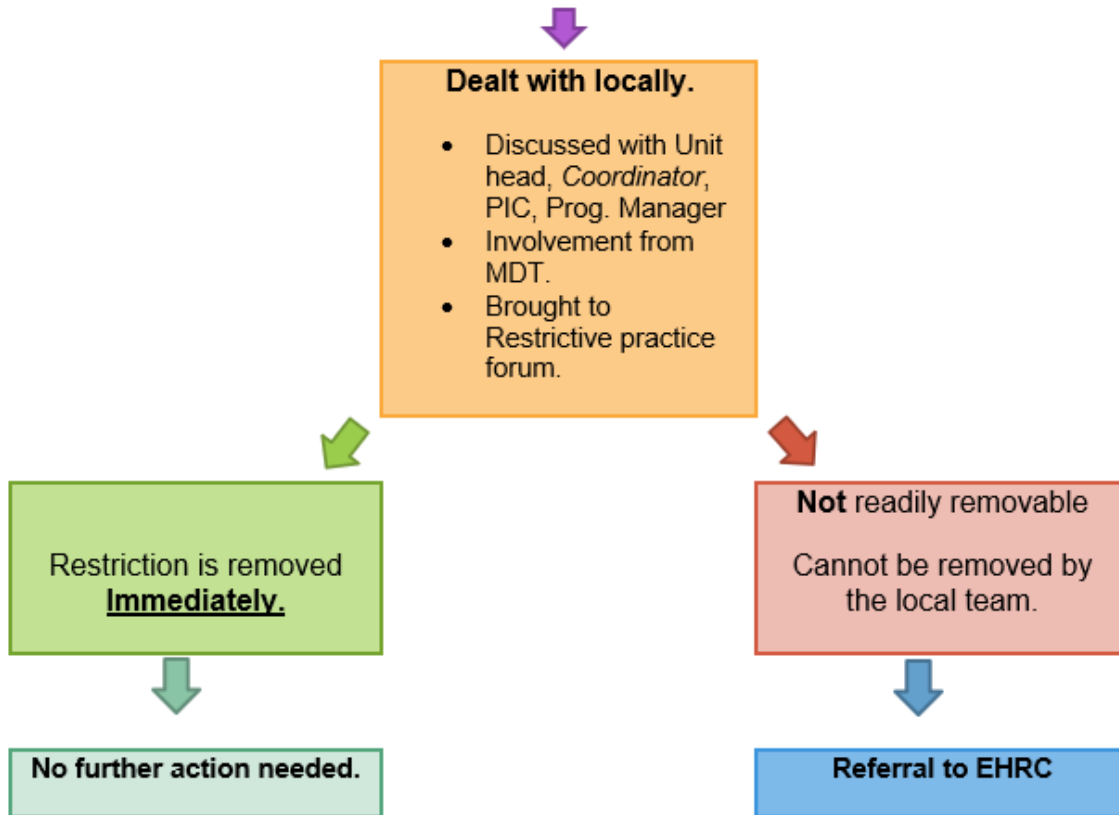 Dealt with locally.
• Discussed with Unit
head, Coordinator,
PIC, Prog. Manager
• Involvement from
MDT.
• Brought to
Restrictive practice
forum.
Restriction is removed
Immediately.
Not readily removable
Cannot be removed by
the local team.
No further action needed.
Referral to EHRC